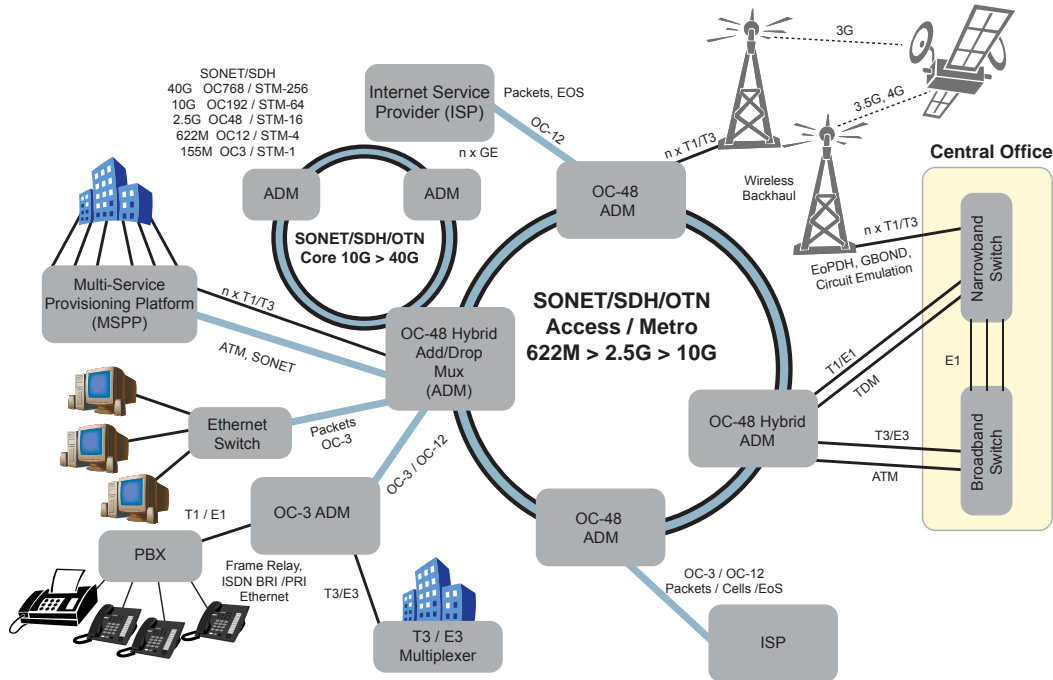 SONET/SDH
40G OC768 / STM-256
10G OC192 / STM-64
2.5G OC48 / STM-16
622M OC12 / STM-4
155M OC3 / STM-1
Internet Service
Provider (ISP)
Packets, EOS
OC-12
n x GE
3G
3.5G, 4G
n x T1/T3
Wireless
Backhaul
Central Office
ADM
ADM
SONET/SDH/OTN
Core 10G > 40G
OC-48
ADM
n x T1/T3
EoPDH, GBOND,
Circuit Emulation
Narrowband
Switch
Multi-Service
Provisioning Platform
(MSPP)
n x T1/T3
ATM, SONET
OC-48 Hybrid
Add/Drop
Mux
(ADM)
SONET/SDH/OTN
Access / Metro
622M > 2.5G > 10G
T1/E1
TDM
E1
Ethernet
Switch
Packets
OC-3
OC-3 / OC-12
OC-48 Hybrid
ADM
T3/E3
ATM
Broadband
Switch
T1 / E1
OC-3 ADM
OC-48
ADM
PBX
Frame Relay,
ISDN BRI /PRI
Ethernet
T3/E3
OC-3 / OC-12
Packets / Cells /EoS
T3 / E3
Multiplexer
ISP